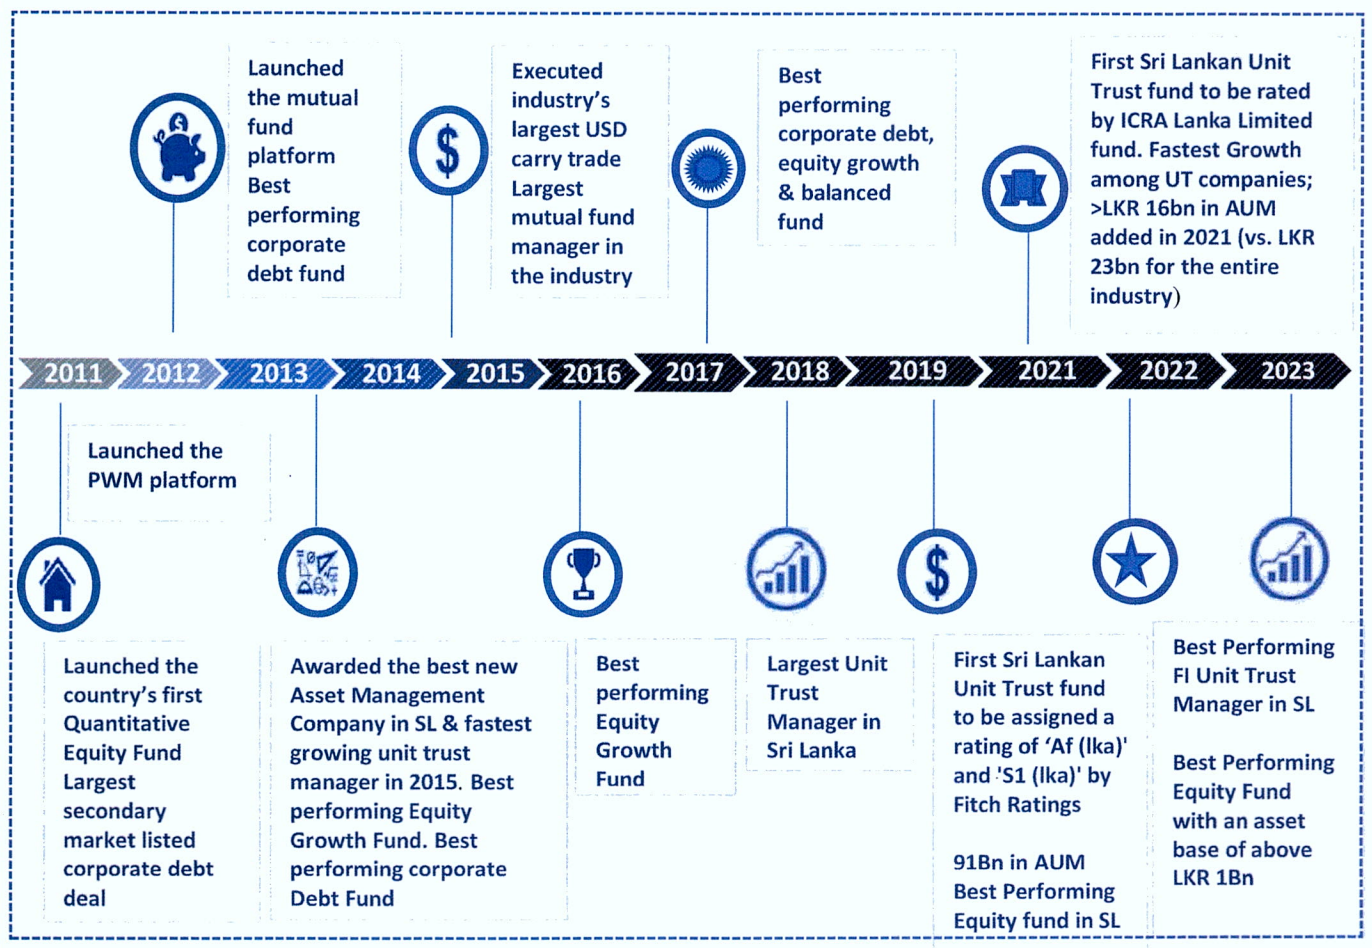 Launched
the mutual
fund
platform
Best
performing
corporate
debt fund
Executed
industry's
largest USD
carry trade
Largest
mutual fund
manager in
the industry
Best
performing
corporate debt,
equity growth
& balanced
fund
First Sri Lankan Unit
Trust fund to be rated
by ICRA Lanka Limited
fund. Fastest Growth
among UT companies;
>LKR 16bn in AUM
added in 2021 (vs. LKR
23bn for the entire
industry)
2011 2012 2013 2014 2015 2016 2017 2018 2019 2021 2022 2023
Launched the
PWM platform
Launched the
country's first
Quantitative
Equity Fund
Largest
secondary
market listed
corporate debt
deal
Awarded the best new
Asset Management
Company in SL & fastest
growing unit trust
manager in 2015. Best
performing Equity
Growth Fund. Best
performing corporate
Debt Fund
Best
performing
Equity
Growth
Fund
Largest Unit
Trust
Manager in
Sri Lanka
First Sri Lankan
Unit Trust fund
to be assigned a
rating of 'Af (lka)'
and 'S1 (lka)' by
Fitch Ratings
91Bn in AUM
Best Performing
Equity fund in SL
Best Performing
FI Unit Trust
Manager in SL
Best Performing
Equity Fund
with an asset
base of above
LKR 1Bn